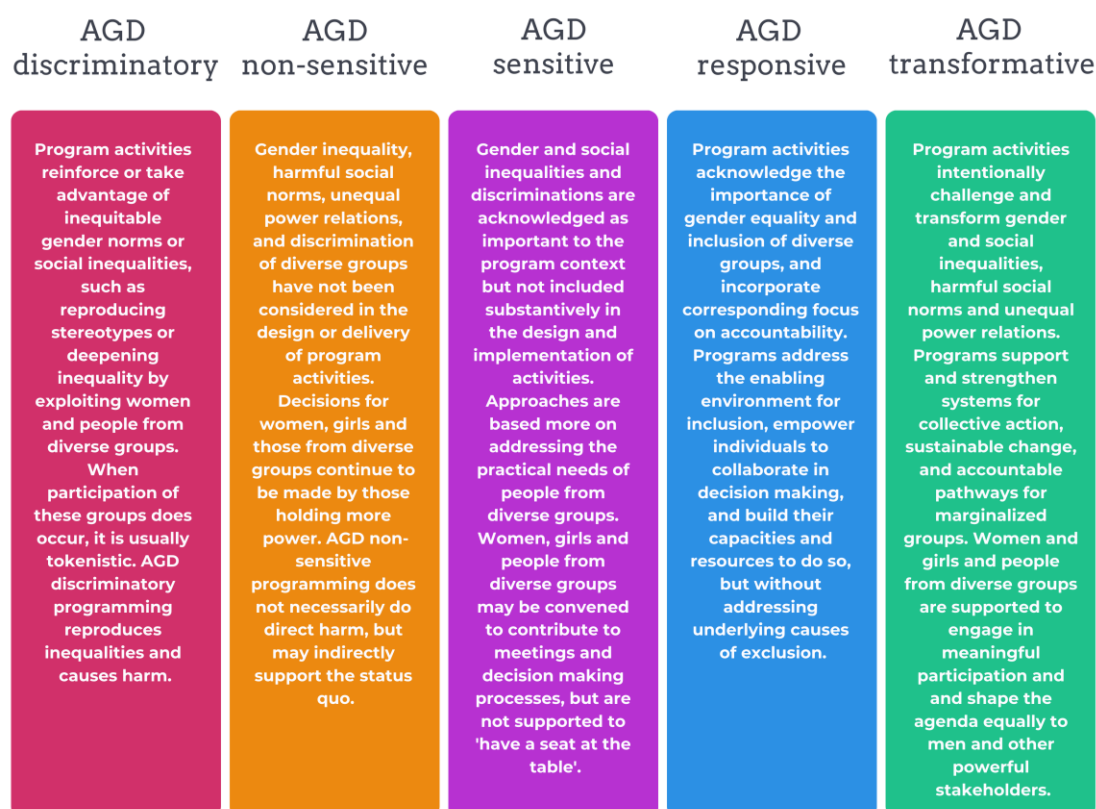 AGD
discriminatory
AGD
non-sensitive
AGD
sensitive
AGD
responsive
AGD
transformative
Program activities
reinforce or take
advantage of
inequitable
gender norms or
social inequalities,
such as
reproducing
stereotypes or
deepening
inequality by
exploiting women
and people from
diverse groups.
When
participation of
these groups does
occur, it is usually
tokenistic. AGD
discriminatory
programming
reproduces
inequalities and
causes harm.
Gender inequality,
harmful social
norms, unequal
power relations,
and discrimination
of diverse groups
have not been
considered in the
design or delivery
of program
activities.
Decisions for
women, girls and
those from diverse
groups continue to
be made by those
holding more
power. AGD non-
sensitive
programming does
not necessarily do
direct harm, but
may indirectly
support the status
quo.
Gender and social
inequalities and
discriminations are
acknowledged as
important to the
program context
but not included
substantively in
the design and
implementation of
activities.
Approaches are
based more on
addressing the
practical needs of
people from
diverse groups.
Women, girls and
people from
diverse groups
may be convened
to contribute to
meetings and
decision making
processes, but are
not supported to
'have a seat at the
table'.
Program activities
acknowledge the
importance of
gender equality and
inclusion of diverse
groups, and
incorporate
corresponding focus
on accountability.
Programs address
the enabling
environment for
inclusion, empower
individuals to
collaborate in
decision making,
and build their
capacities and
resources to do so,
but without
addressing
underlying causes
of exclusion.
Program activities
intentionally
challenge and
transform gender
and social
inequalities,
harmful social
norms and unequal
power relations.
Programs support
and strengthen
systems for
collective action,
sustainable change,
and accountable
pathways for
marginalized
groups. Women and
girls and people
from diverse groups
are supported to
engage in
meaningful
participation and
and shape the
agenda equally to
men and other
powerful
stakeholders.